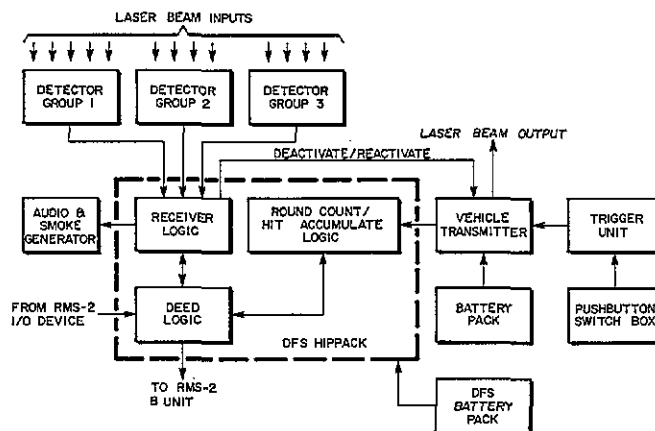 LASER BEAM INPUTS
DETECTOR
GROUP 1
DETECTOR
GROUP 2
DETECTOR
GROUP 3
LASER BEAM OUTPUT
DEACTIVATE/REACTIVATE
AUDIO &
SMOKE
GENERATOR
RECEIVER
LOGIC
ROUND COUNT/
HIT ACCUMULATE
LOGIC
VEHICLE
TRANSMITTER
TRIGGER
UNIT
FROM RMS-2
I/O DEVICE
DEED
LOGIC
BATTERY
PACK
PUSHBUTTON
SWITCH BOX
DFS HIPPACK
TO RMS-2
B UNIT
DFS
BATTERY
PACK